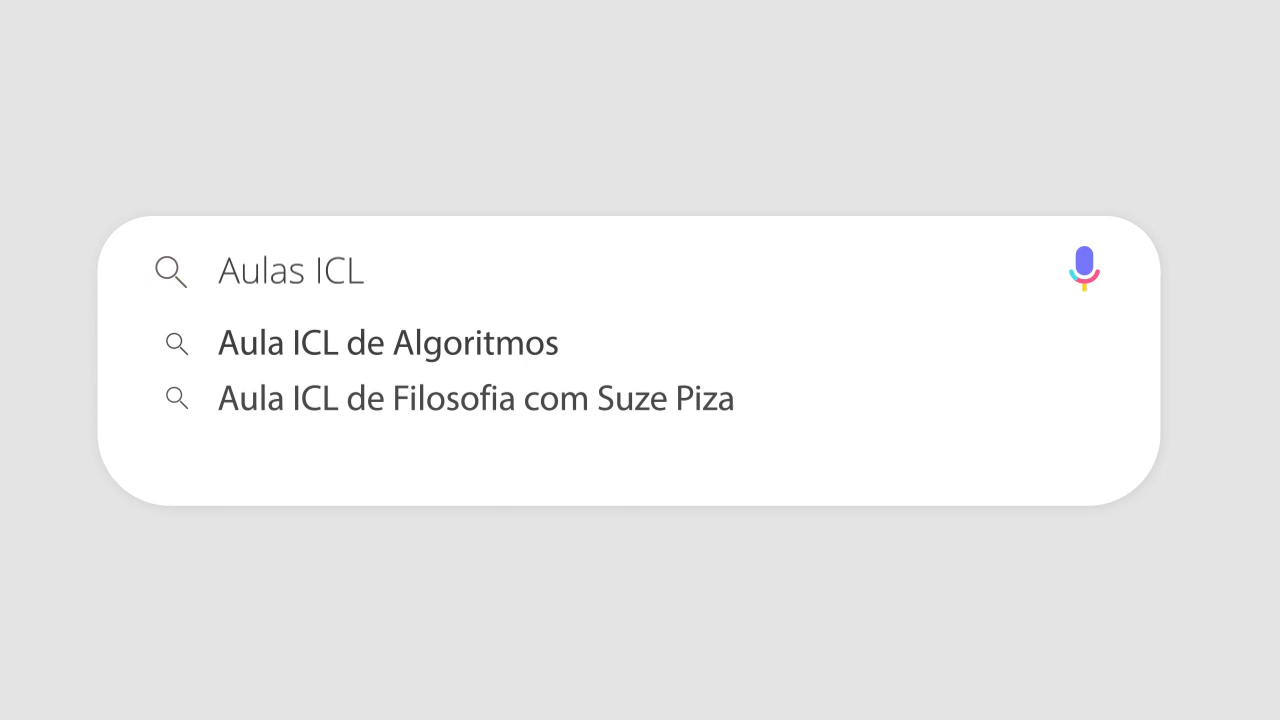 Aulas ICL
Aula ICL de Algoritmos
Aula ICL de Filosofia com Suze Piza